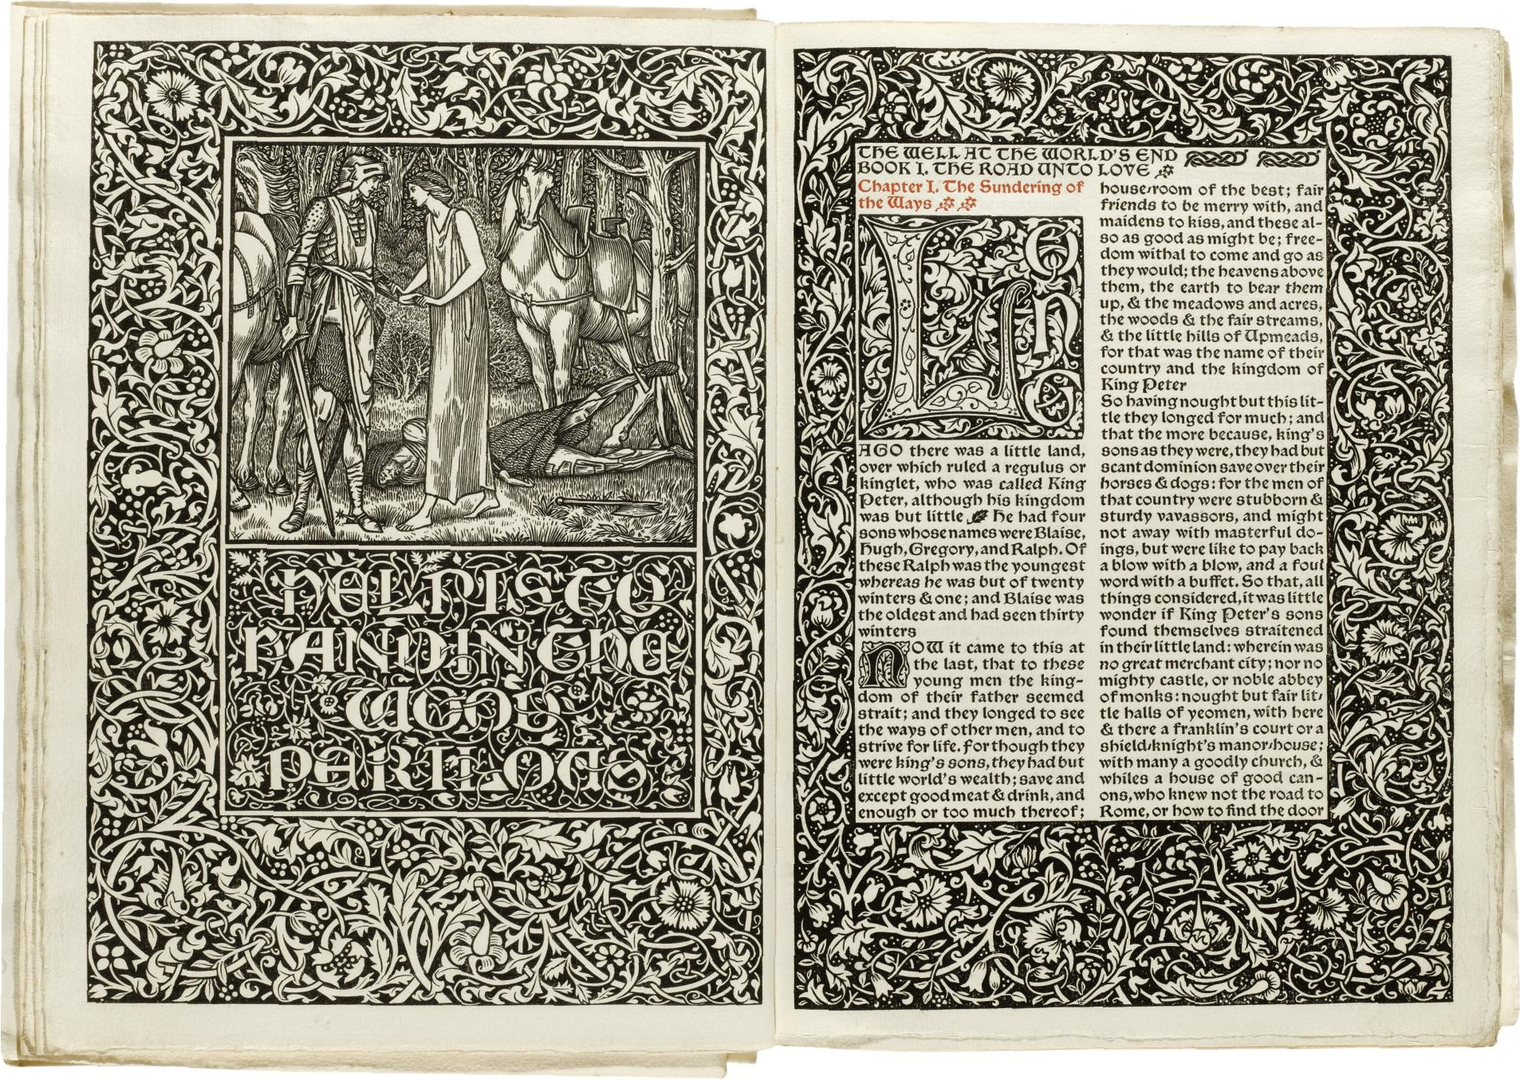 HELP IS TO
HAND IN THE
WOOD
PERILOUS
THE WELL AT THE WORLD'S END
BOOK I. THE ROAD UNTO LOVE
Chapter I. The Sundering of
the Ways
LONG
AGO there was a little land,
over which ruled a regulus or
kinglet, who was called King
Peter, although his kingdom
was but little He had four
sons whose names were Blaise,
Hugh, Gregory, and Ralph. Of
these Ralph was the youngest
whereas he was but of twenty
winters & one; and Blaise was
the oldest and had seen thirty
winters
NOW it came to this at
the last, that to these
young men the king-
dom of their father seemed
strait; and they longed to see
the ways of other men, and to
strive for life. For though they
were king's sons, they had but
little world's wealth; save and
except good meat & drink, and
enough or too much thereof;
house-room of the best; fair
friends to be merry with, and
maidens to kiss, and these al-
so as good as might be; free-
dom withal to come and go as
they would; the heavens above
them, the earth to bear them
up, & the meadows and acres,
the woods & the fair streams,
& the little hills of Upmeads,
for that was the name of their
country and the kingdom of
King Peter
So having nought but this lit-
tle they longed for much; and
that the more because, king's
sons as they were, they had but
scant dominion save over their
horses & dogs: for the men of
that country were stubborn &
sturdy vavassors, and might
not away with masterful do-
ings, but were like to pay back
a blow with a blow, and a foul
word with a buffet. So that, all
things considered, it was little
wonder if King Peter's sons
found themselves straitened
in their little land: wherein was
no great merchant city; nor no
mighty castle, or noble abbey
of monks: nought but fair lit-
tle halls of yeomen, with here
& there a franklin's court or a
shield-knight's manor-house;
with many a goodly church, &
whiles a house of good can-
ons, who knew not the road to
Rome, or how to find the door